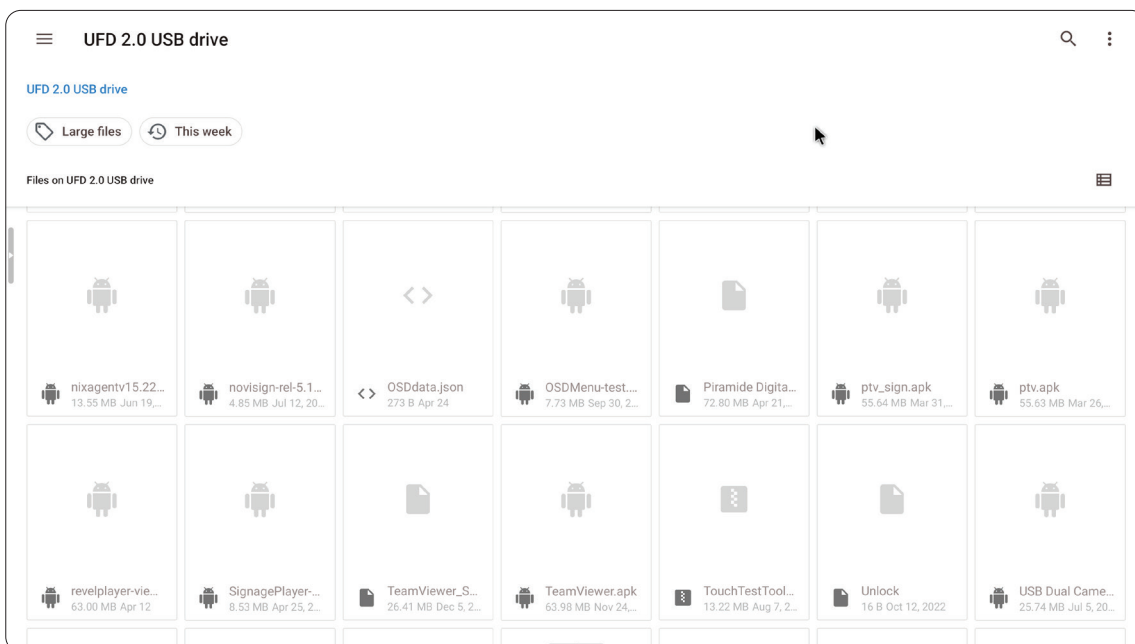 UFD 2.0 USB drive
UFD 2.0 USB drive
Large files
This week
Files on UFD 2.0 USB drive
nixagentv15.22...
13.55 MB Jun 19,...
novisign-rel-5.1...
4.85 MB Jul 12, 20...
OSDdata.json
273 B Apr 24
OSDMenu-test....
7.73 MB Sep 30, 2...
Piramide Digita...
72.80 MB Apr 21,...
ptv_sign.apk
55.64 MB Mar 31,...
ptv.apk
55.63 MB Mar 26,...
revelplayer-vie...
63.00 MB Apr 12
SignagePlayer-...
8.53 MB Apr 25, 2...
TeamViewer_S...
26.41 MB Dec 5, 2...
TeamViewer.apk
63.98 MB Nov 24,...
TouchTestTool...
13.22 MB Aug 7, 2...
Unlock
16 B Oct 12, 2022
USB Dual Came...
25.74 MB Jul 5, 20...